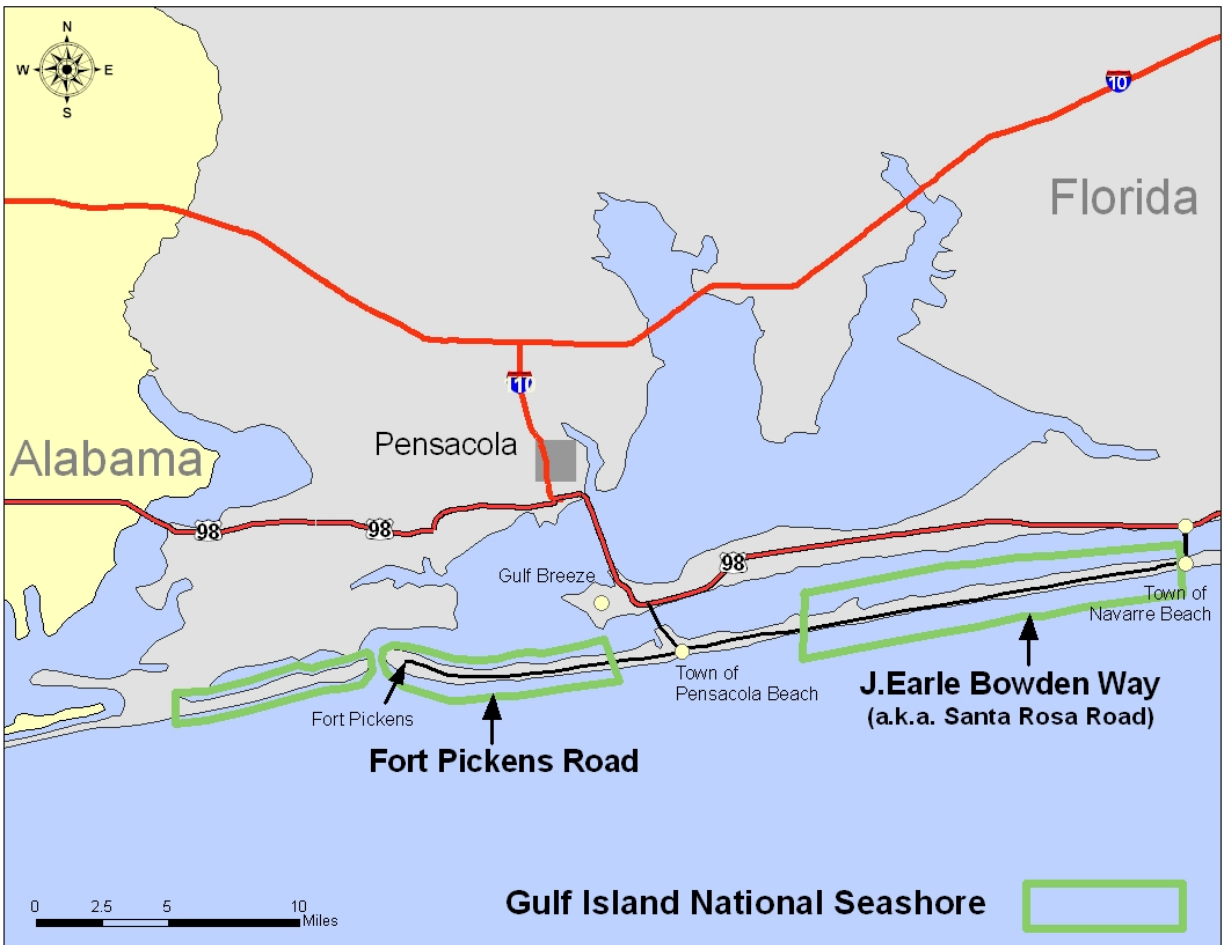 N
W E
S
10
Florida
110
Pensacola
Alabama
98
98
98
Gulf Breeze
Town of
Navarre Beach
Town of
Pensacola Beach
J.Earle Bowden Way
(a.k.a. Santa Rosa Road)
Fort Pickens
Fort Pickens Road
0 2.5 5 10
Miles
Gulf Island National Seashore